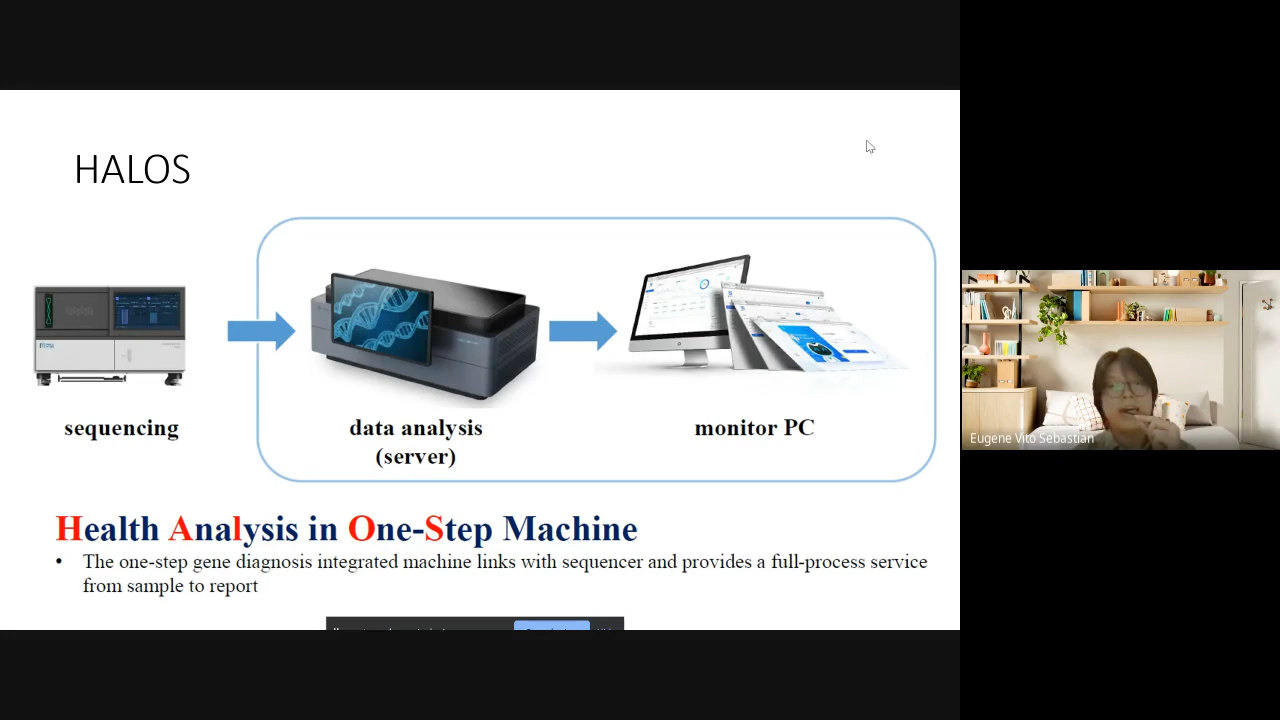 HALOS
sequencing
data analysis
(server)
monitor PC
Health Analysis in One-Step Machine
• The one-step gene diagnosis integrated machine links with sequencer and provides a full-process service
from sample to report
Eugene Vito Sebastian